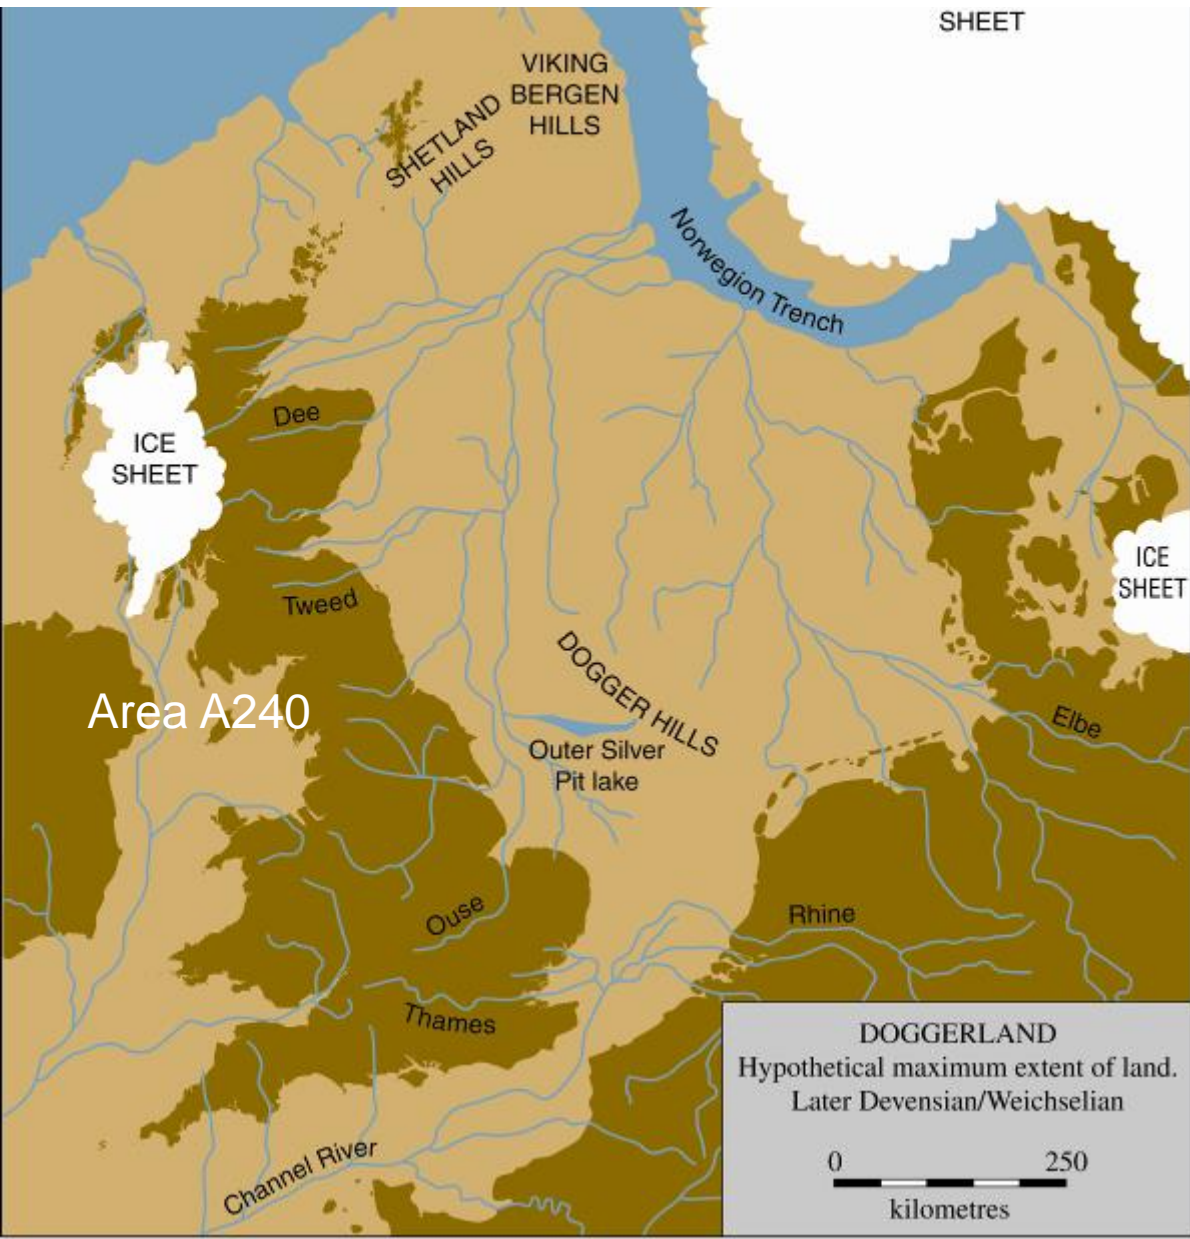 SHEET
VIKING
BERGEN
HILLS
SHETLAND
HILLS
Norwegion Trench
Dee
ICE
SHEET
ICE
SHEET
Tweed
DOGGER HILLS
Area A240
Elbe
Outer Silver
Pit lake
Ouse
Rhine
Thames
Channel River
DOGGERLAND
Hypothetical maximum extent of land.
Later Devensian/Weichselian
0 250
kilometres